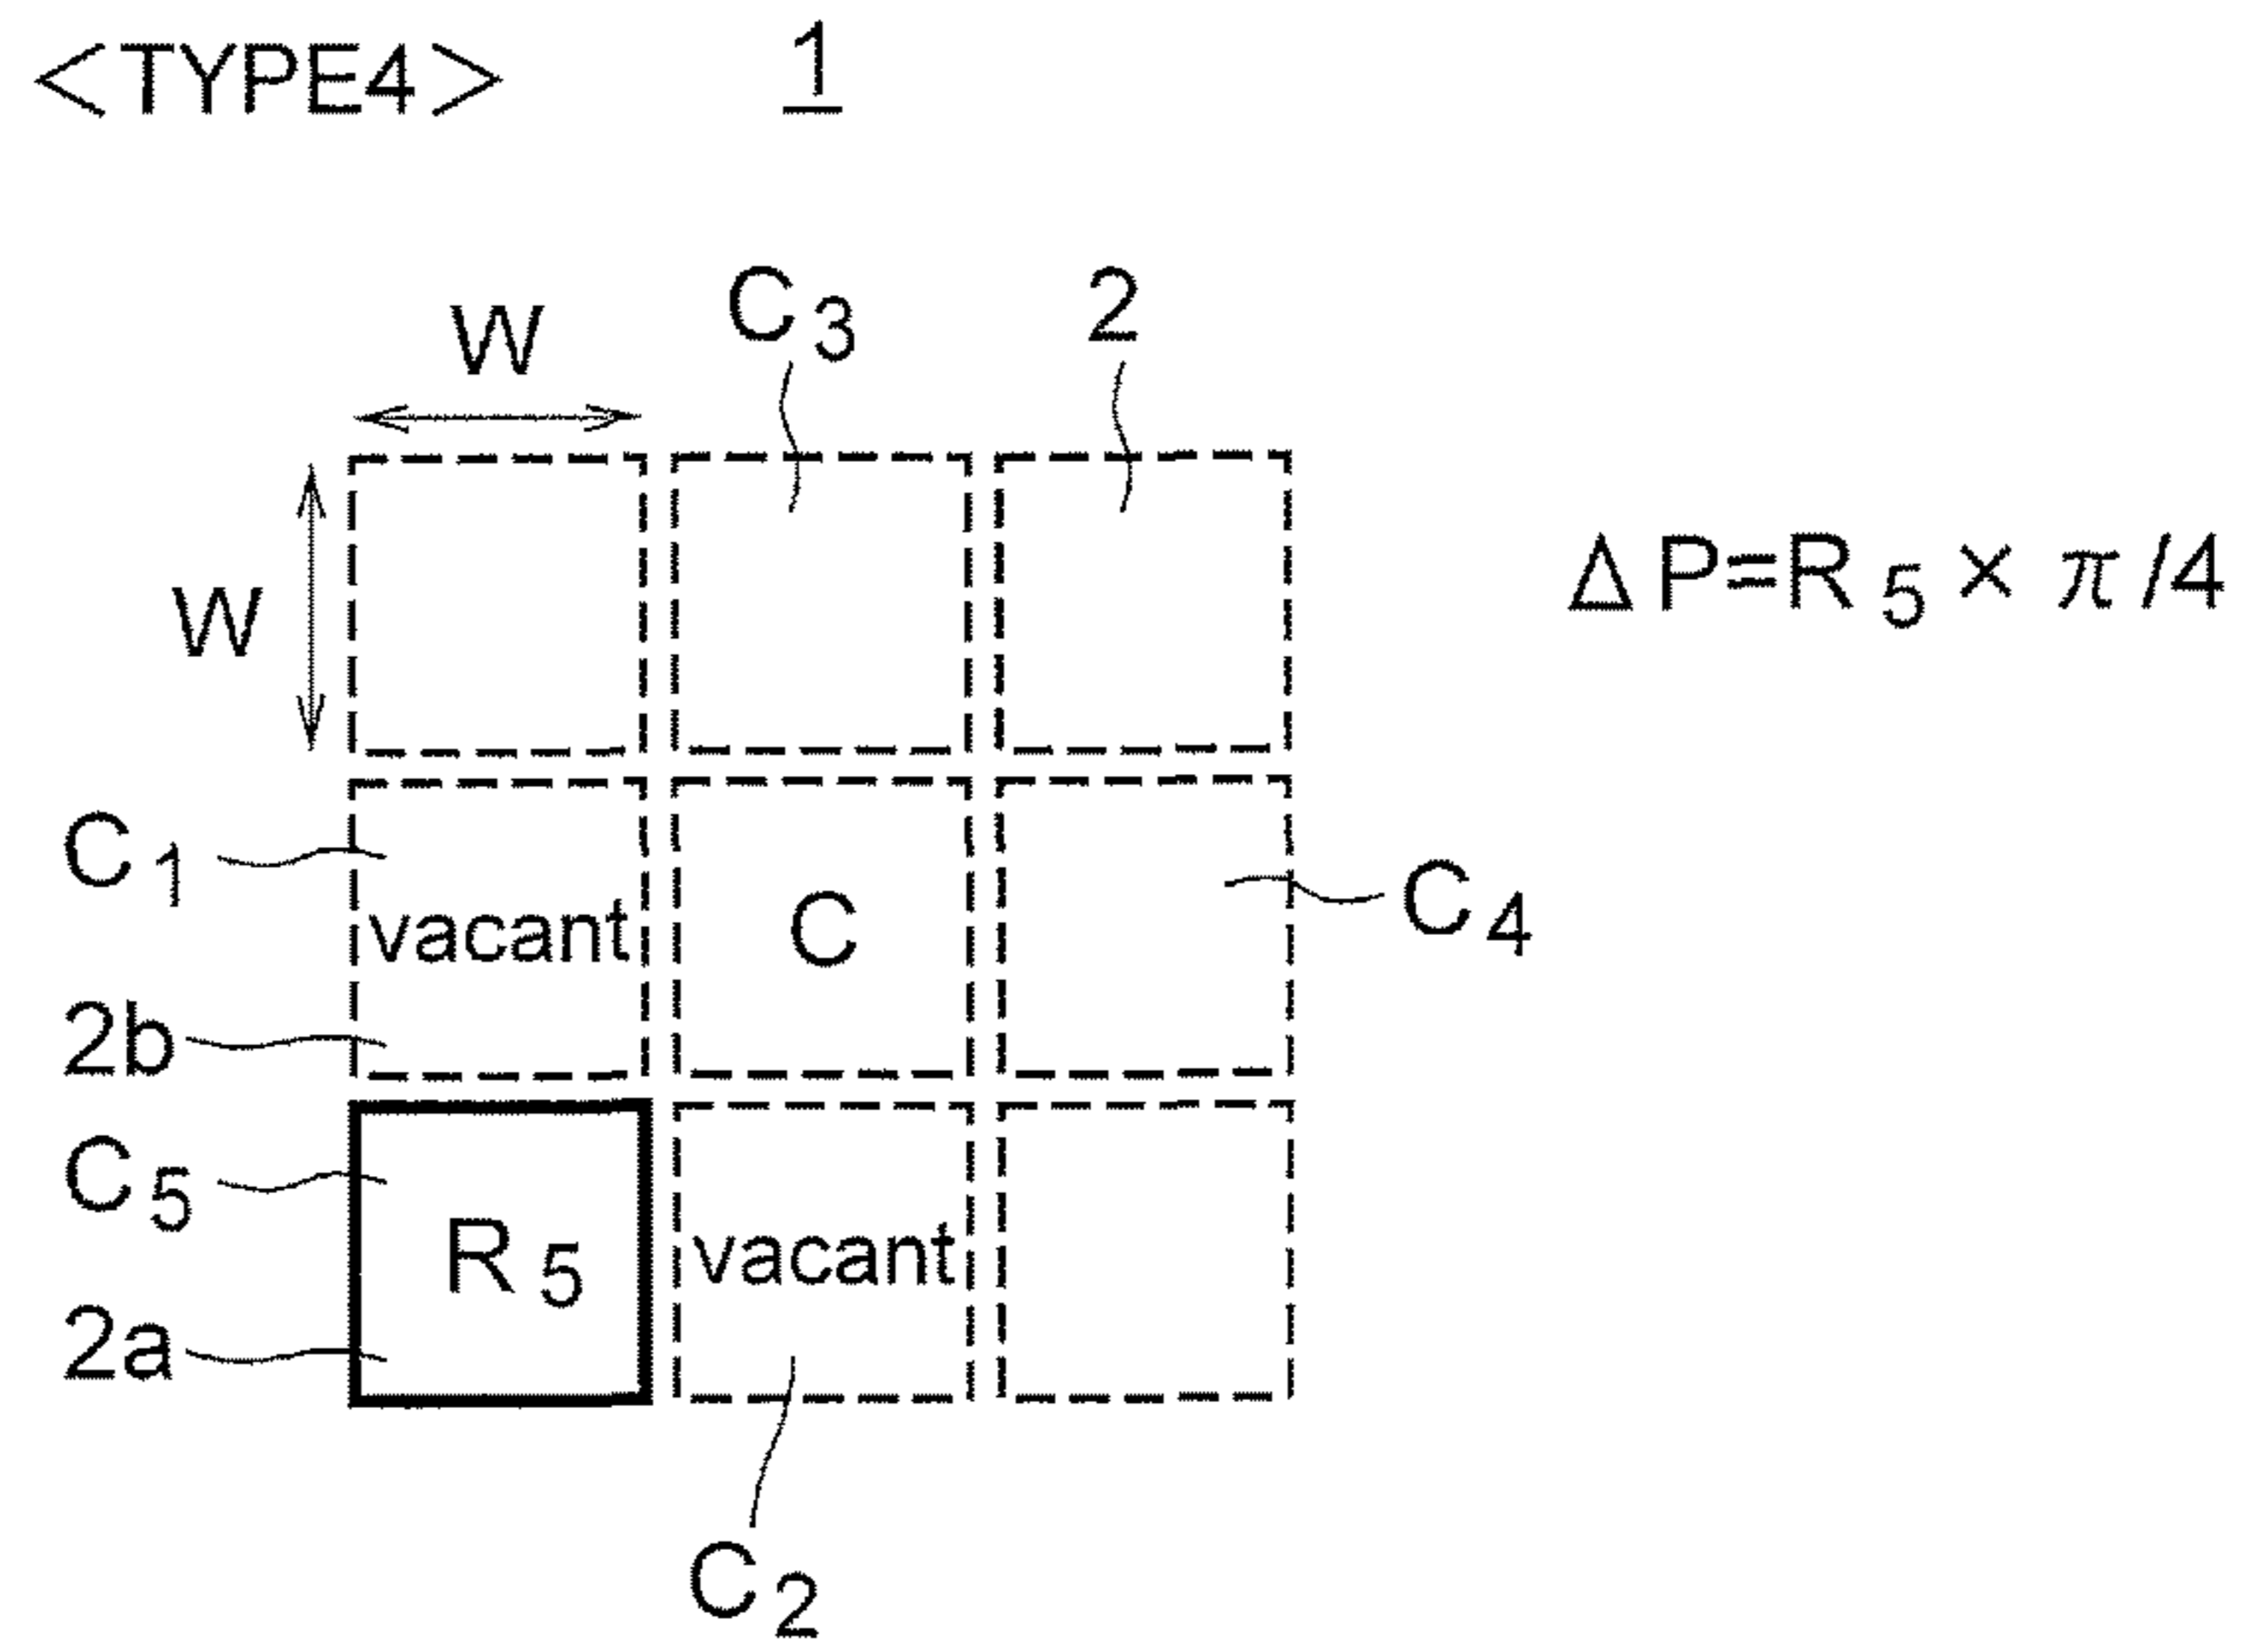 <TYPE4> 1
W C3 2
W
ΔP=R5×π/4
C1
vacant C C4
2b
C5
R5 vacant
2a
C2